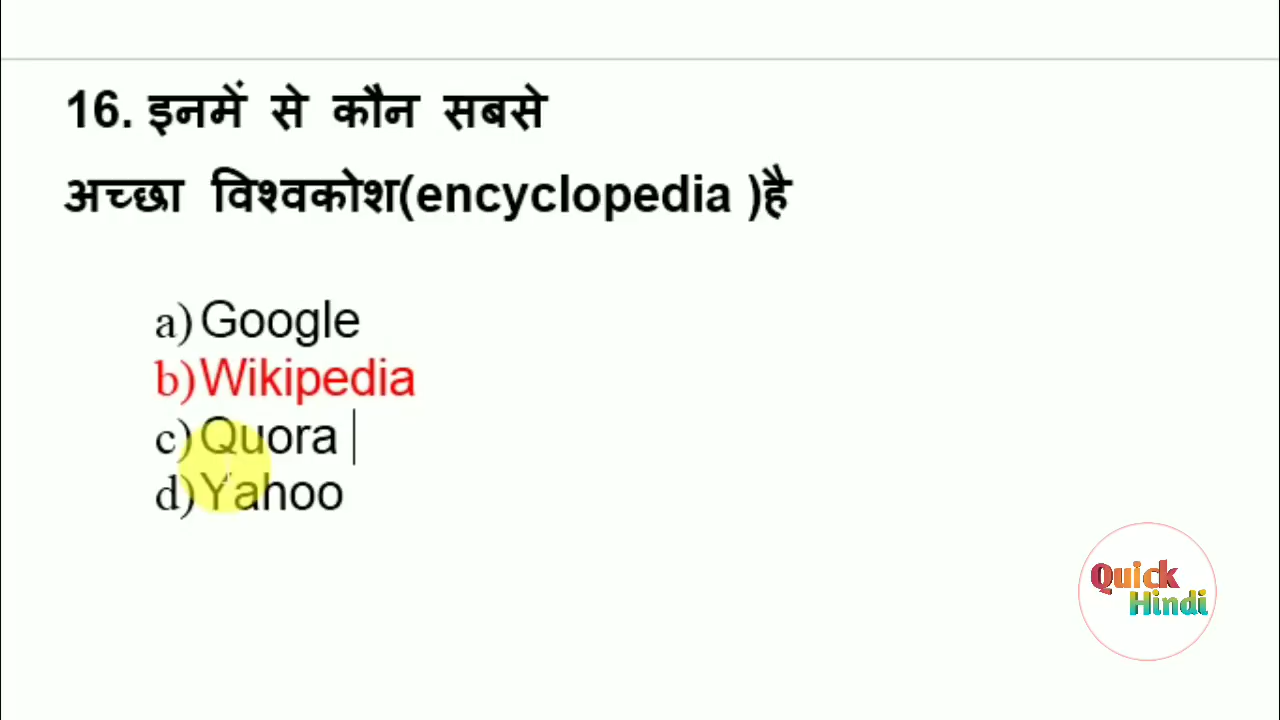 16. इनमें से कौन सबसे
अच्छा विश्वकोश(encyclopedia )है
a) Google
b) Wikipedia
c) Quora
d) Yahoo
Quick
Hindi